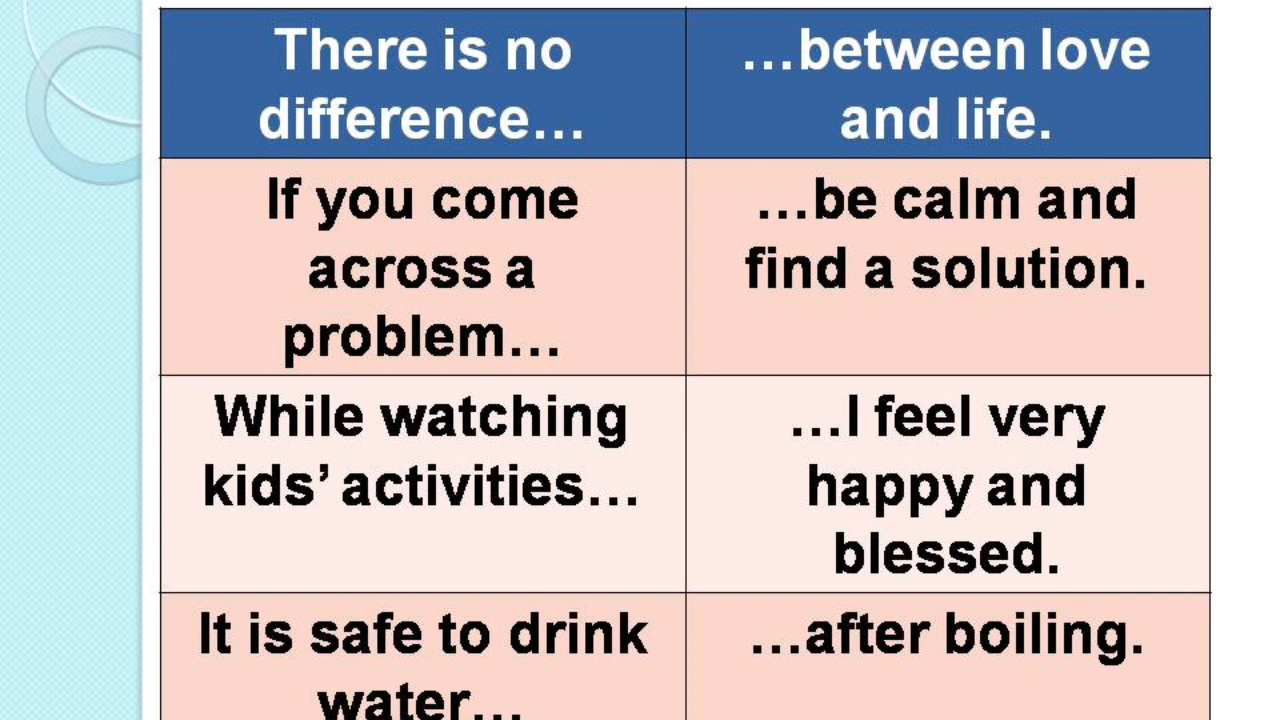 There is no
difference…
…between love
and life.
If you come
across a
problem…
…be calm and
find a solution.
While watching
kids’ activities…
…I feel very
happy and
blessed.
It is safe to drink
water…
…after boiling.